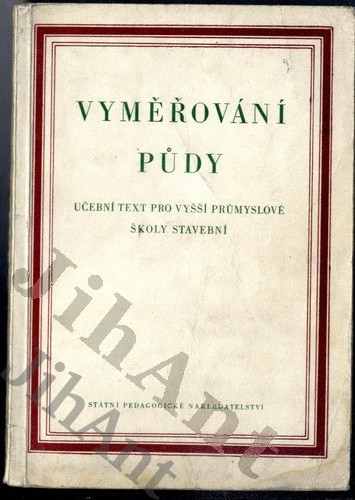 VYMĚŘOVÁNÍ
PŮDY
UČEBNÍ TEXT PRO VYŠŠÍ PRŮMYSLOVÉ
ŠKOLY STAVEBNÍ
STÁTNÍ PEDAGOGICKÉ NAKLADATELSTVÍ
JihAnt
JihAnt